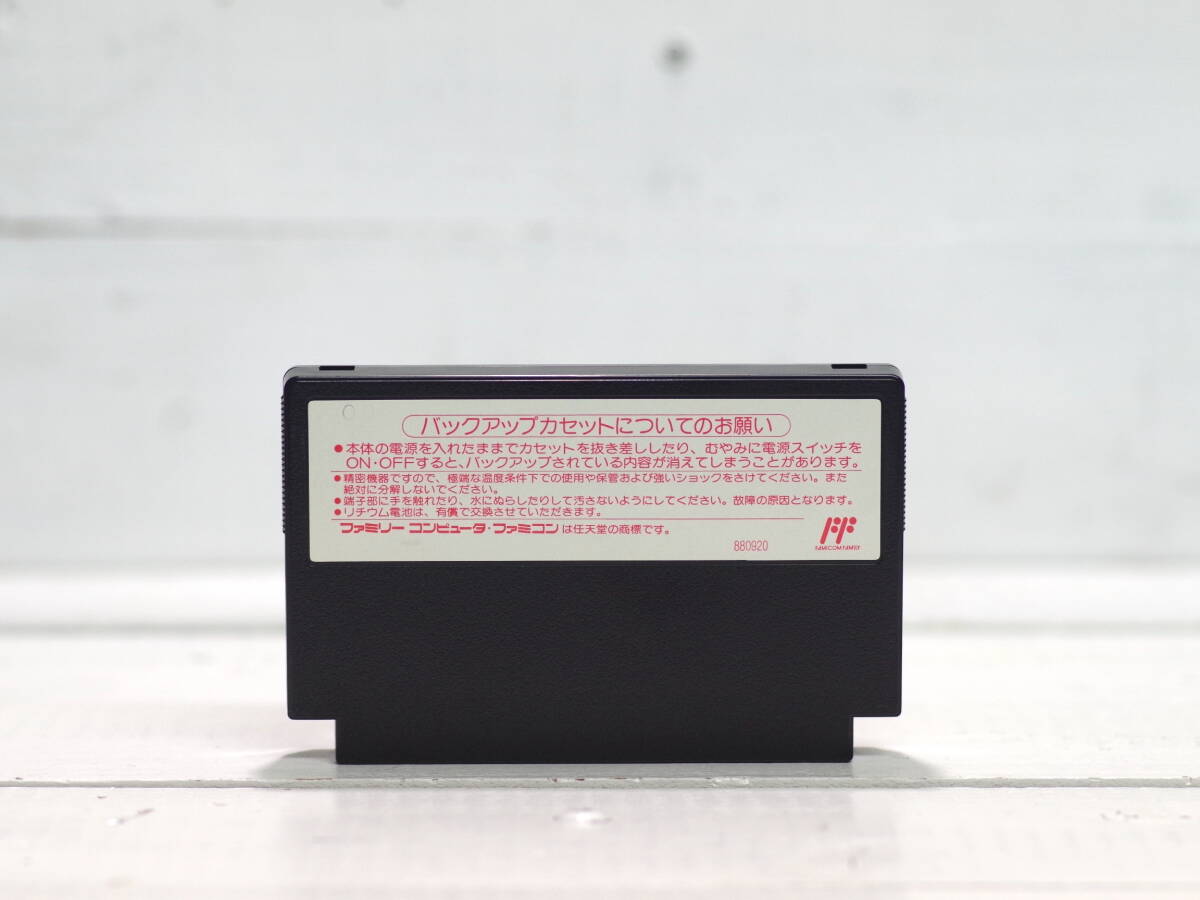 バックアップカセットについてのお願い
●本体の電源を入れたままでカセットを抜き差ししたり、むやみに電源スイッチを
ON・OFFすると、バックアップされている内容が消えてしまうことがあります。
●精密機器ですので、極端な温度条件下での使用や保管および強いショックをさけてください。また
絶対に分解しないでください。
●端子部に手を触れたり、水にぬらしたりして汚さないようにしてください。故障の原因となります。
●リチウム電池は、有償で交換させていただきます。
ファミリー コンピュータ・ファミコン は任天堂の商標です。
880920
FAMICOM FAMILY